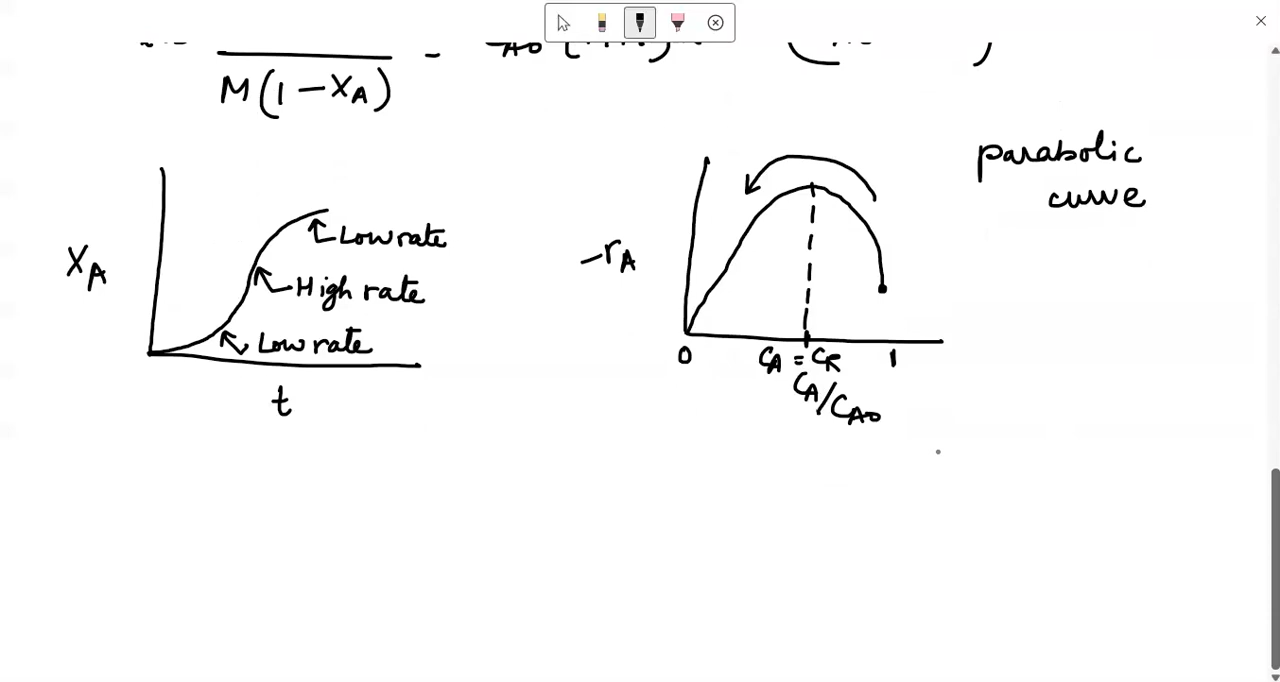 M(1-X_A)
parabolic
curve
X_A
Low rate
High rate
Low rate
t
-r_A
0
C_A = C_R
1
C_A/C_A0